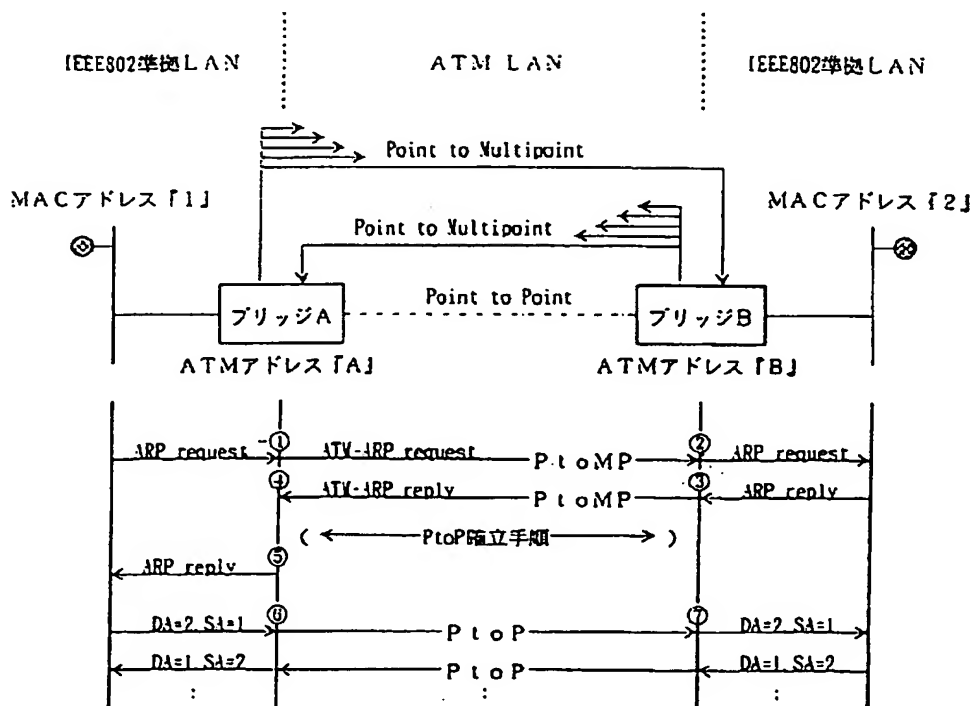 IEEE802準拠LAN
ATM LAN
IEEE802準拠LAN
Point to Multipoint
MACアドレス『1』
MACアドレス『2』
Point to Multipoint
Point to Point
ブリッジA
ブリッジB
ATMアドレス『A』
ATMアドレス『B』
① ②
ARP request ATM-ARP request PtoMP ARP request
④ ③
ATM-ARP reply PtoMP ARP reply
( PtoP確立手順 )
⑤
ARP reply
⑥ ⑦
DA=2 SA=1 PtoP DA=2 SA=1
DA=1 SA=2 PtoP DA=1 SA=2
: : :